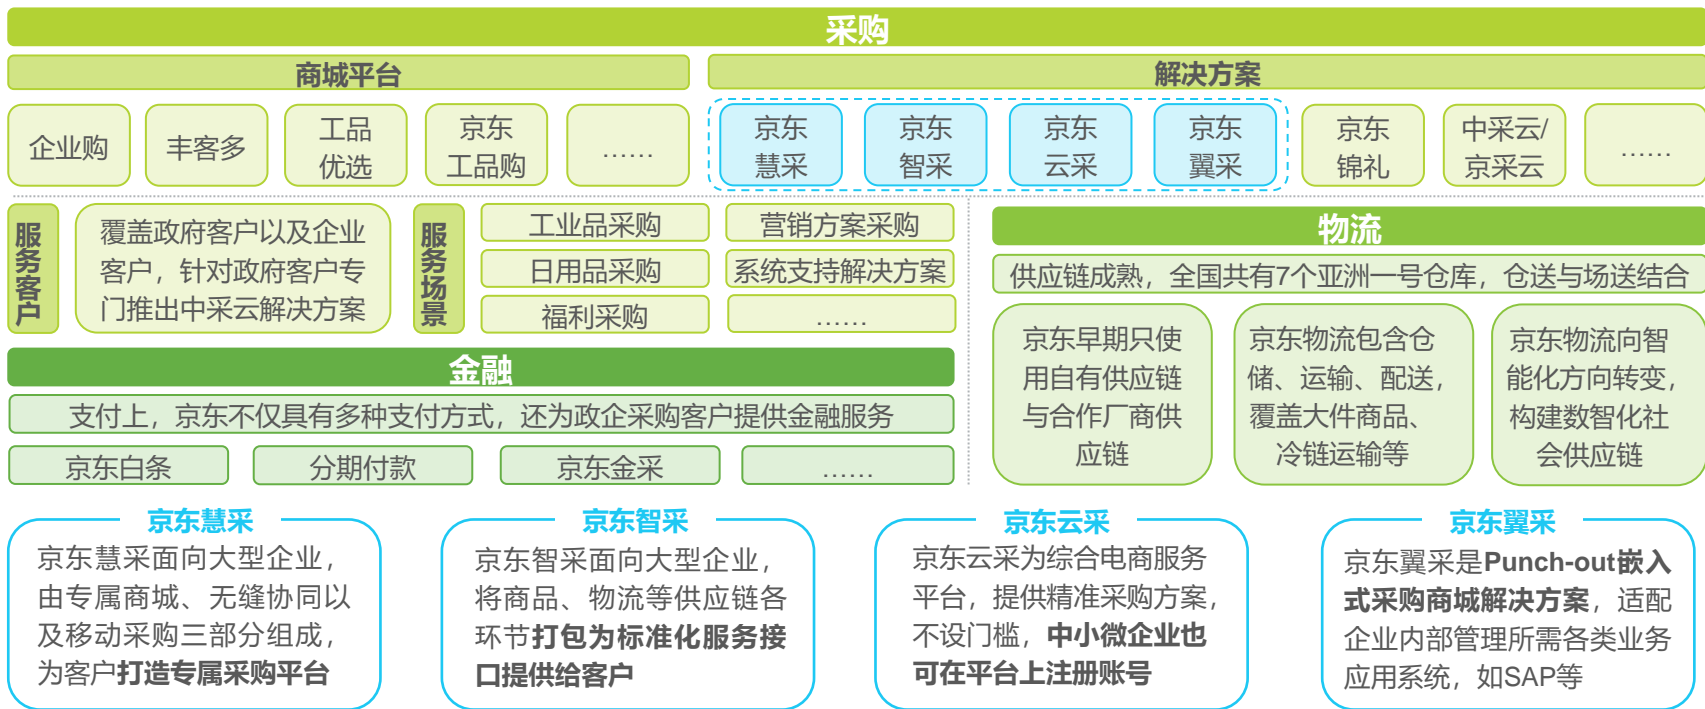 采购
商城平台
解决方案
企业购
丰客多
工品
优选
京东
工品购
……
京东
慧采
京东
智采
京东
云采
京东
翼采
京东
锦礼
中采云/
京采云
……
服务客户
覆盖政府客户以及企业
客户，针对政府客户专
门推出中采云解决方案
服务场景
工业品采购
营销方案采购
日用品采购
系统支持解决方案
福利采购
……
物流
供应链成熟，全国共有7个亚洲一号仓库，仓送与场送结合
京东早期只使
用自有供应链
与合作厂商供
应链
京东物流包含仓
储、运输、配送，
覆盖大件商品、
冷链运输等
京东物流向智
能化方向转变，
构建数智化社
会供应链
金融
支付上，京东不仅具有多种支付方式，还为政企采购客户提供金融服务
京东白条
分期付款
京东金采
……
京东慧采
京东慧采面向大型企业，
由专属商城、无缝协同以
及移动采购三部分组成，
为客户打造专属采购平台
京东智采
京东智采面向大型企业，
将商品、物流等供应链各
环节打包为标准化服务接
口提供给客户
京东云采
京东云采为综合电商服务
平台，提供精准采购方案，
不设门槛，中小微企业也
可在平台上注册账号
京东翼采
京东翼采是Punch-out嵌入
式采购商城解决方案，适配
企业内部管理所需各类业务
应用系统，如SAP等